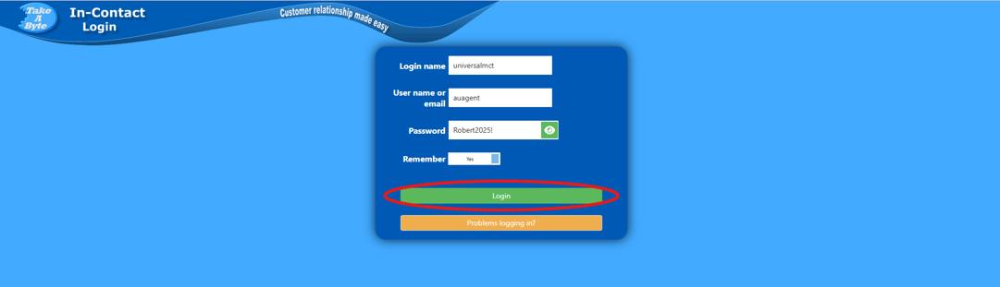 Take
A
Byte
In-Contact
Login
Customer relationship made easy
Login name
universalmct
User name or
email
auagent
Password
Robert2025!
Remember
Yes
Login
Problems logging in?